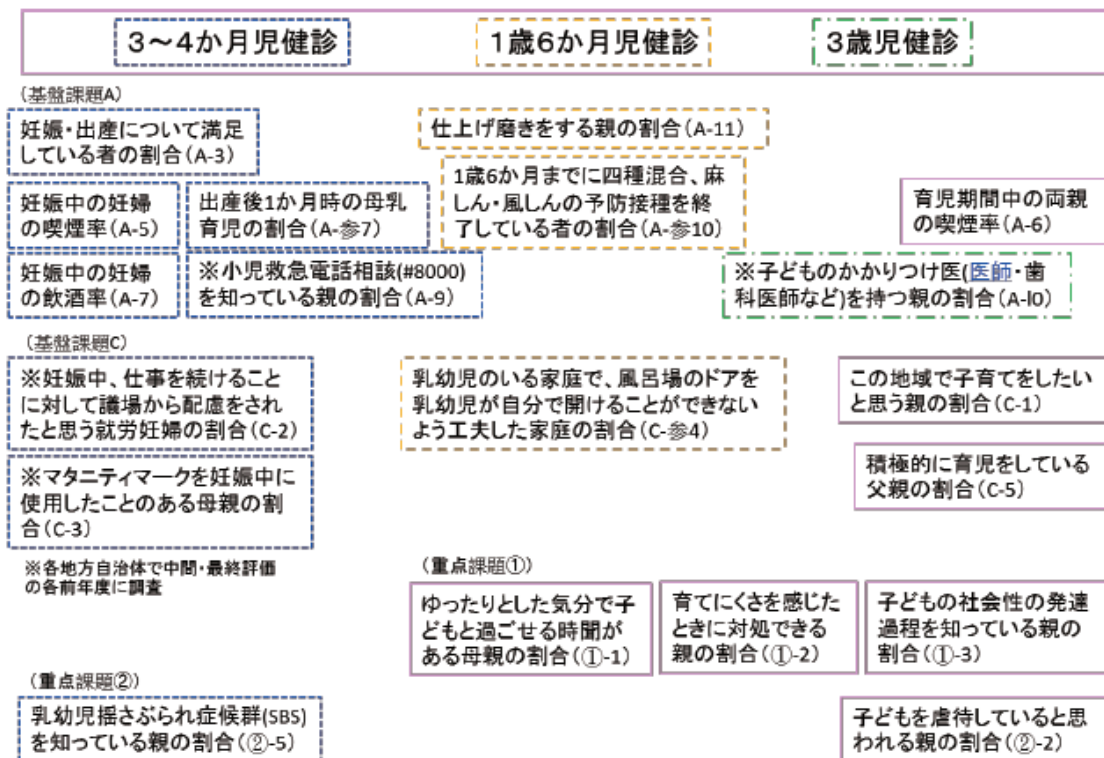 3～4か月児健診
1歳6か月児健診
3歳児健診
(基盤課題A)
妊娠・出産について満足
している者の割合(A-3)
仕上げ磨きをする親の割合(A-11)
1歳6か月までに四種混合、麻
しん・風しんの予防接種を終
了している者の割合(A-参10)
妊娠中の妊婦
の喫煙率(A-5)
出産後1か月時の母乳
育児の割合(A-参7)
育児期間中の両親
の喫煙率(A-6)
妊娠中の妊婦
の飲酒率(A-7)
※小児救急電話相談(#8000)
を知っている親の割合(A-9)
※子どものかかりつけ医(医師・歯
科医師など)を持つ親の割合(A-l0)
(基盤課題C)
※妊娠中、仕事を続けること
に対して議場から配慮をされ
たと思う就労妊婦の割合(C-2)
乳幼児のいる家庭で、風呂場のドアを
乳幼児が自分で開けることができない
よう工夫した家庭の割合(C-参4)
この地域で子育てをしたい
と思う親の割合(C-1)
※マタニティマークを妊娠中に
使用したことのある母親の割
合(C-3)
積極的に育児をしている
父親の割合(C-5)
※各地方自治体で中間・最終評価
の各前年度に調査
(重点課題①)
ゆったりとした気分で子
どもと過ごせる時聞が
ある母親の割合(①-1)
育てにくさを感じた
ときに対処できる
親の割合(①-2)
子どもの社会性の発達
過程を知っている親の
割合(①-3)
(重点課題②)
乳幼児揺さぶられ症候群(SBS)
を知っている親の割合(②-5)
子どもを虐待していると思
われる親の割合(②-2)